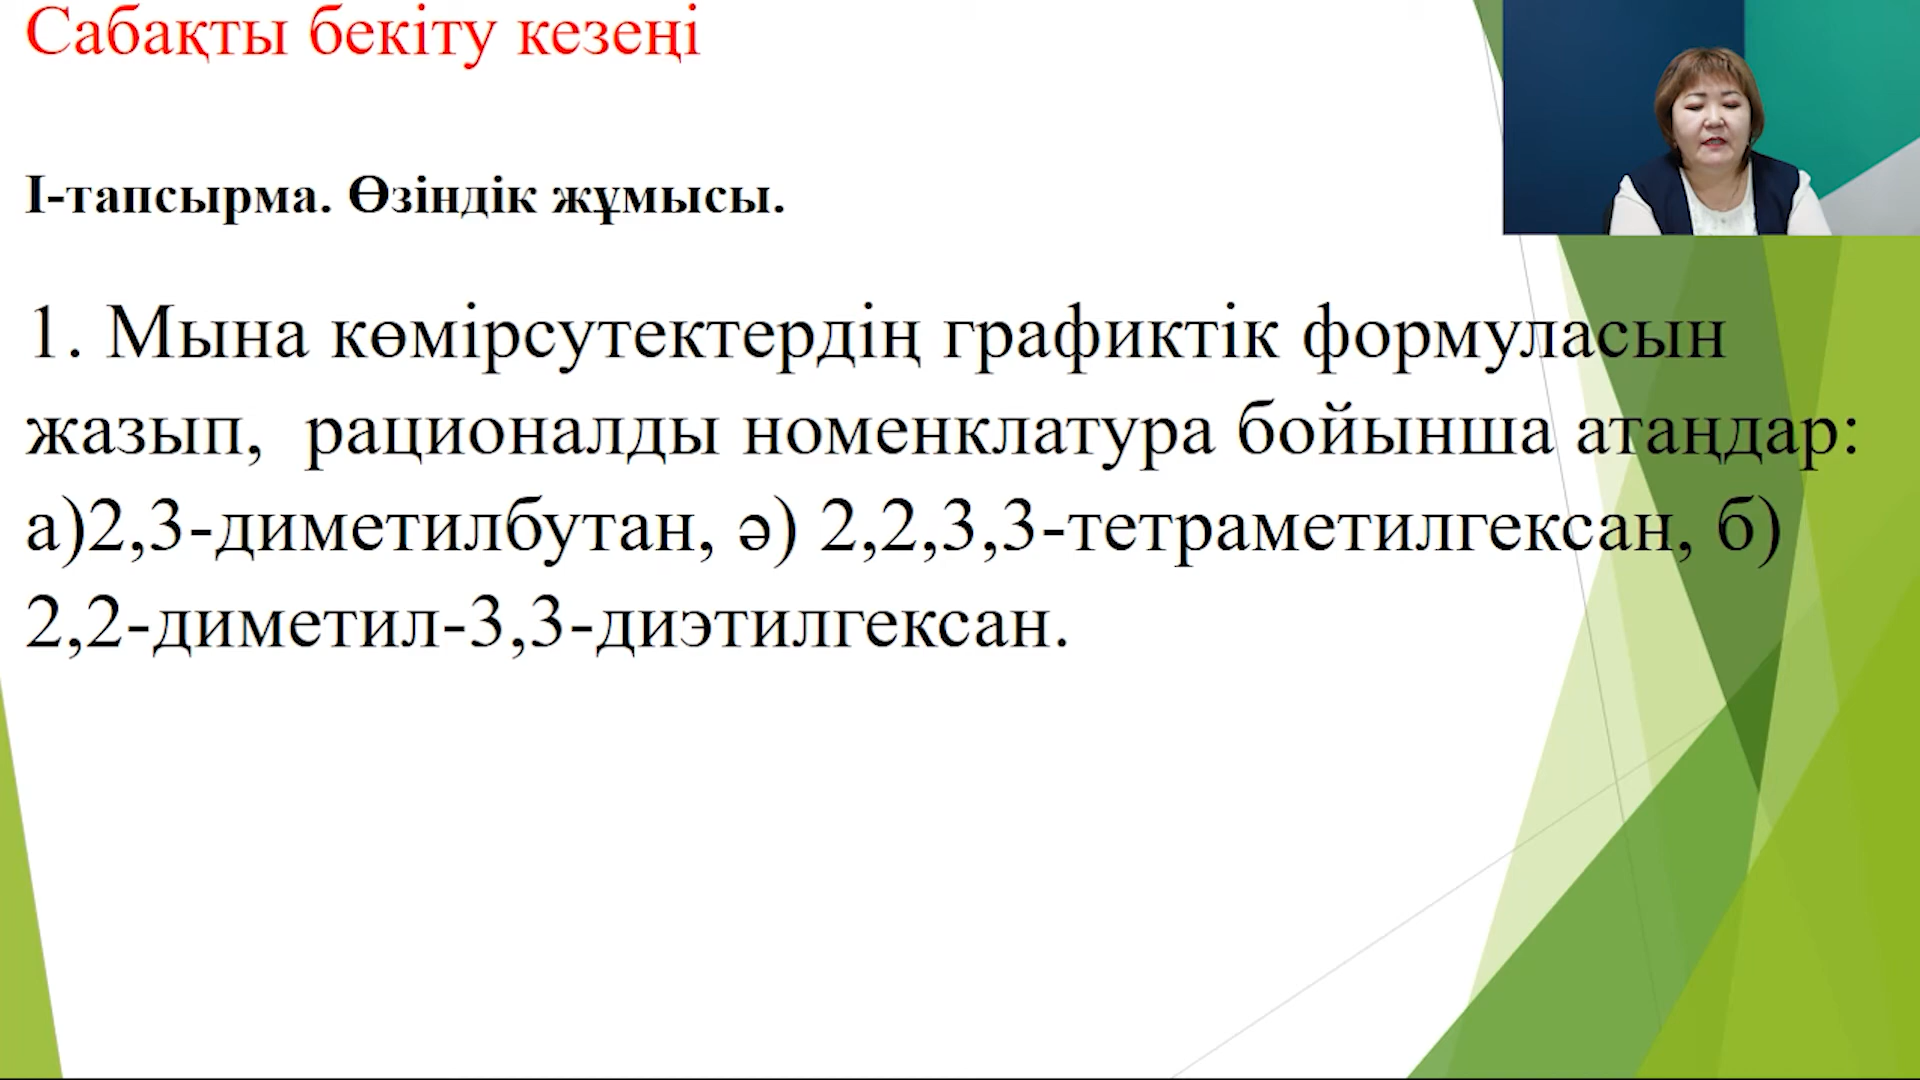 Сабақты бекіту кезеңі
І-тапсырма. Өзіндік жұмысы.
1. Мына көмірсутектердің графиктік формуласын
жазып, рационалды номенклатура бойынша атаңдар:
а)2,3-диметилбутан, ә) 2,2,3,3-тетраметилгексан, б)
2,2-диметил-3,3-диэтилгексан.